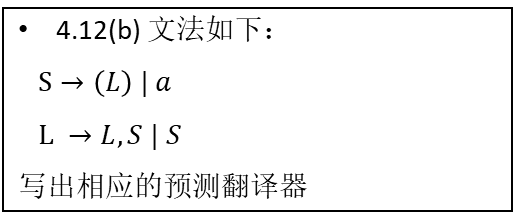 • 4.12(b) 文法如下：
S → (L) | a
L → L,S | S
写出相应的预测翻译器